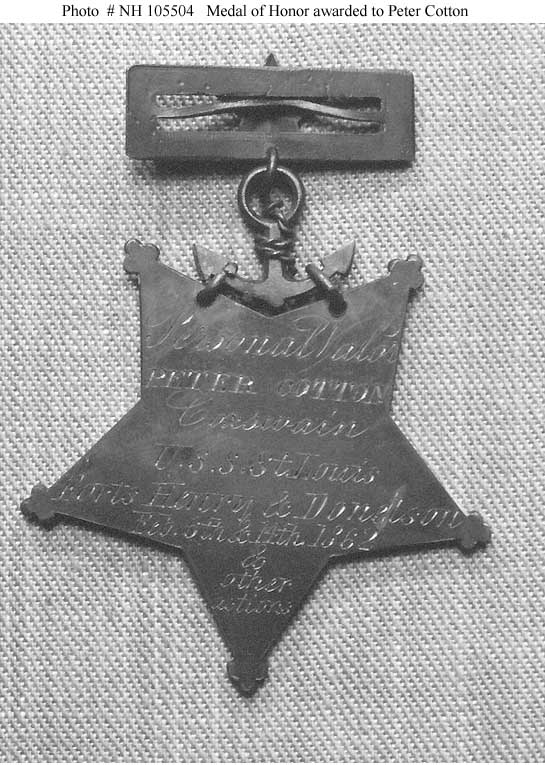 Photo # NH 105504 Medal of Honor awarded to Peter Cotton
Personal Valor
PETER COTTON
Coxswain
U.S.S. St. Louis
Forts Henry & Donelson
Feb 6th & 14th 1862
&
other
actions